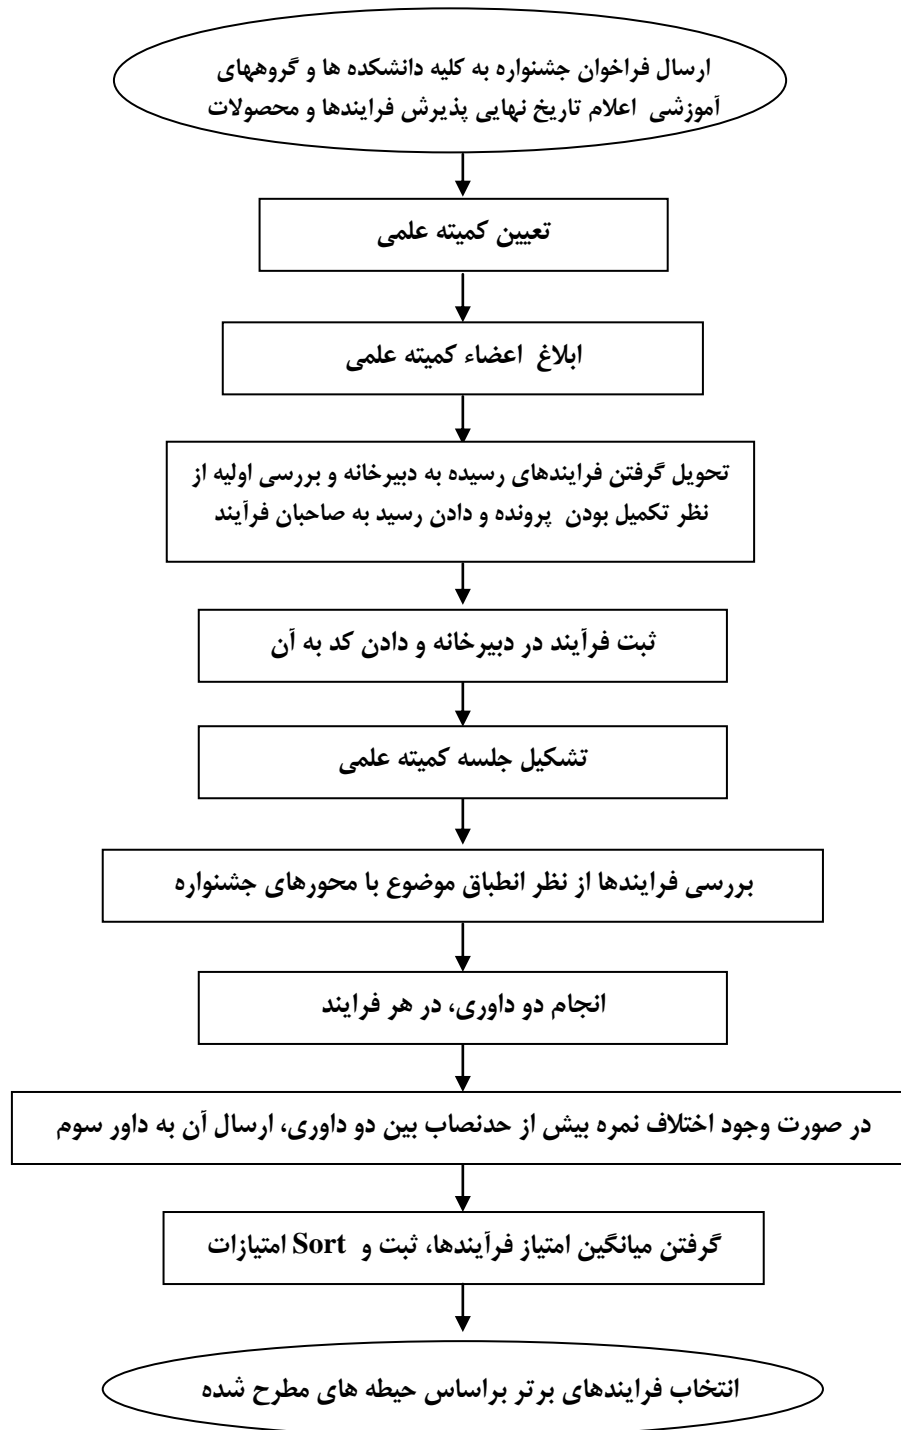 ارسال فراخوان جشنواره به کلیه دانشکده ها و گروههای
آموزشی اعلام تاریخ نهایی پذیرش فرایندها و محصولات
تعیین کمیته علمی
ابلاغ اعضاء کمیته علمی
تحویل گرفتن فرایندهای رسیده به دبیرخانه و بررسی اولیه از
نظر تکمیل بودن پرونده و دادن رسید به صاحبان فرآیند
ثبت فرآیند در دبیرخانه و دادن کد به آن
تشکیل جلسه کمیته علمی
بررسی فرایندها از نظر انطباق موضوع با محورهای جشنواره
انجام دو داوری، در هر فرایند
در صورت وجود اختلاف نمره بیش از حدنصاب بین دو داوری، ارسال آن به داور سوم
گرفتن میانگین امتیاز فرآیندها، ثبت و Sort امتیازات
انتخاب فرایندهای برتر براساس حیطه های مطرح شده